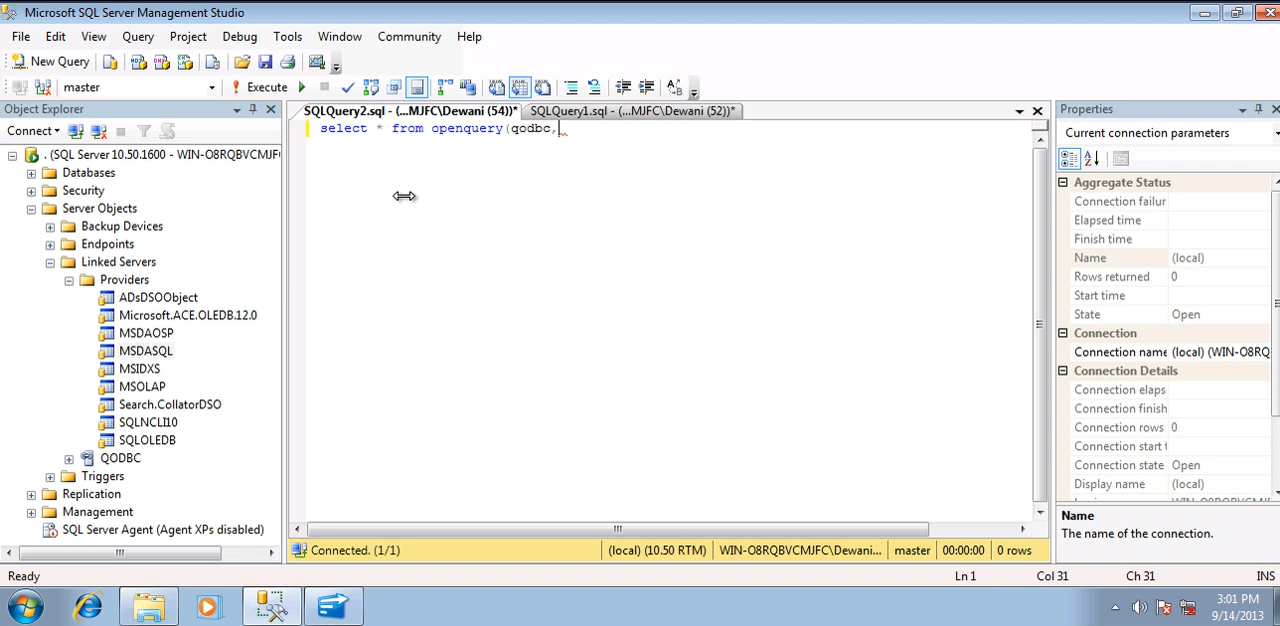 Microsoft SQL Server Management Studio
File Edit View Query Project Debug Tools Window Community Help
New Query
master Execute
Object Explorer
SQLQuery2.sql - (...MJFC\Dewani (54))* SQLQuery1.sql - (...MJFC\Dewani (52))*
Properties
Connect
select * from openquery(qodbc,
Current connection parameters
. (SQL Server 10.50.1600 - WIN-O8RQBVCMJF
Databases
Security
Server Objects
Backup Devices
Endpoints
Linked Servers
Providers
ADsDSOObject
Microsoft.ACE.OLEDB.12.0
MSDAOSP
MSDASQL
MSIDXS
MSOLAP
Search.CollatorDSO
SQLNCLI10
SQLOLEDB
QODBC
Triggers
Replication
Management
SQL Server Agent (Agent XPs disabled)
Aggregate Status
Connection failur
Elapsed time
Finish time
Name (local)
Rows returned 0
Start time
State Open
Connection
Connection name (local) (WIN-O8RQ
Connection Details
Connection elaps
Connection finish
Connection rows 0
Connection start t
Connection state Open
Display name (local)
Name
The name of the connection.
Connected. (1/1) (local) (10.50 RTM) WIN-O8RQBVCMJFC\Dewani... master 00:00:00 0 rows
Ready Ln 1 Col 31 Ch 31 INS
3:01 PM
9/14/2013